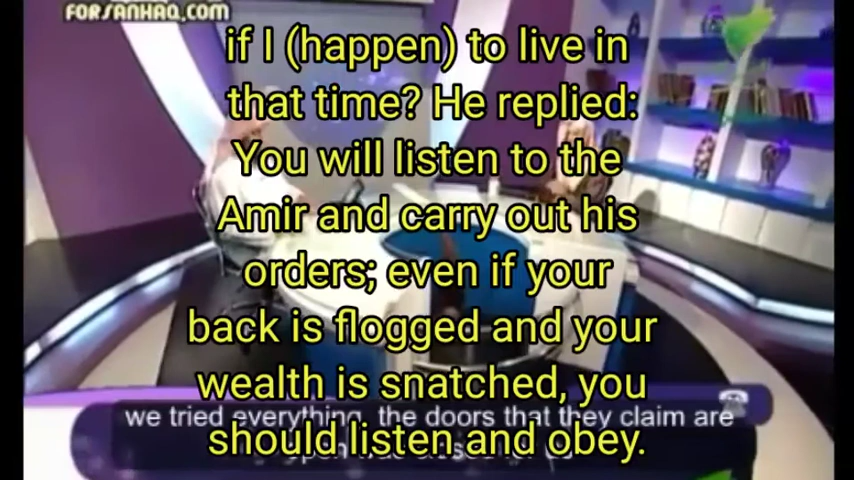 FORSANHAQ.COM
if I (happen) to live in
that time? He replied:
You will listen to the
Amir and carry out his
orders; even if your
back is flogged and your
wealth is snatched, you
we tried everything, the doors that they claim are
should listen and obey.